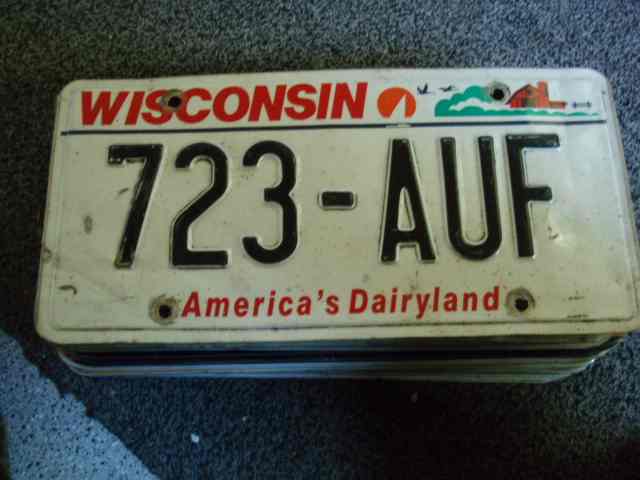 WISCONSIN
723-AUF
America's Dairyland